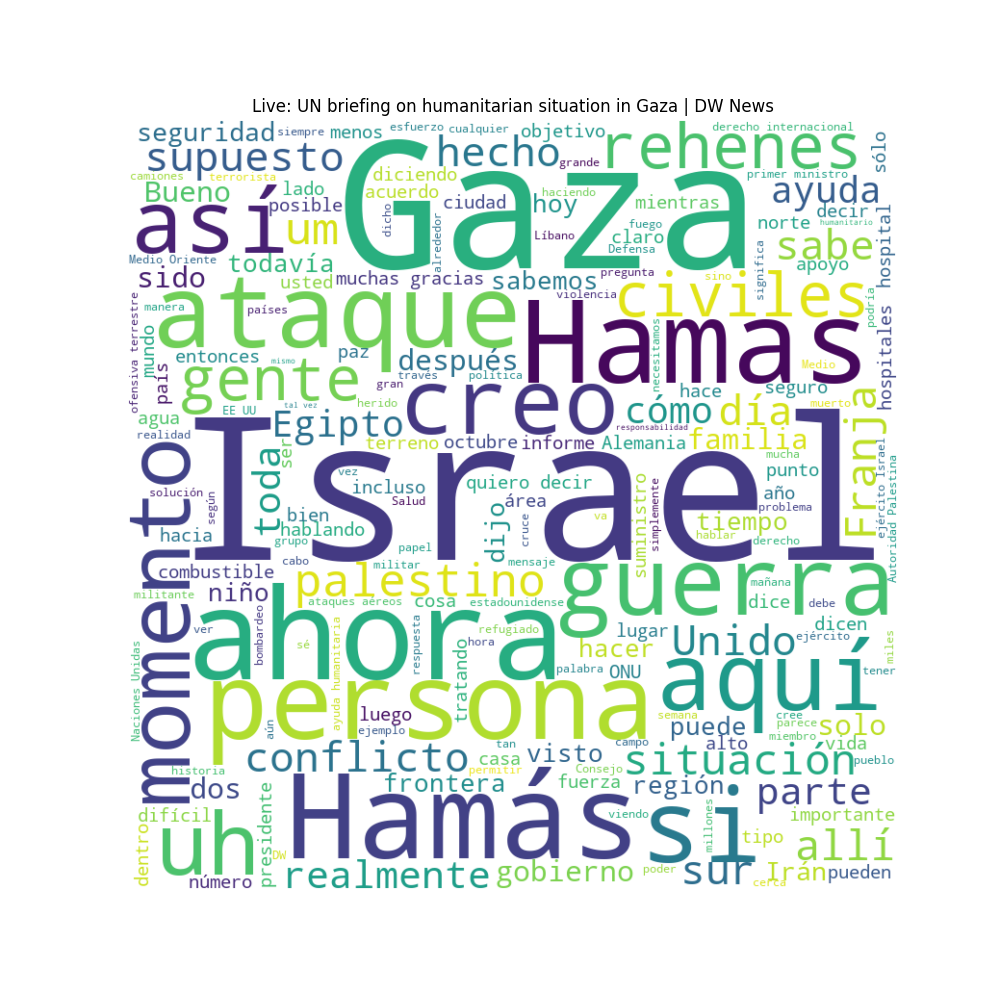 Live: UN briefing on humanitarian situation in Gaza | DW News
seguridad
siempre
menos
esfuerzo
cualquier
objetivo
derecho internacional
supuesto
hecho
grande
rehenes
sólo
camiones
terrorista
Bueno
lado
posible
diciendo
acuerdo
Gaza
haciendo
primer ministro
ayuda
así
um
dicho
ciudad
hoy
mientras
decir
norte
hospital
humanitario
alrededor
Líbano
fuego
claro
Defensa
sabe
apoyo
Medio Oriente
todavía
sido
usted
muchas gracias
sabemos
pregunta
violencia
sino
significa
civiles
podría
manera
países
ataque
Hamas
mundo
entonces
mismo
paz
después
través
política
necesitamos
hace
Medio
seguro
hospitales
ofensiva terrestre
país
gente
gran
creo
agua
EE UU
tal vez
herido
Egipto
responsabilidad
cómo
día
muerto
Franja
realidad
toda
ser
terreno
octubre
informe
Alemania
familia
mucha
punto
ejército Israel
Autoridad Palestina
Israel
momento
solución
según
vez
incluso
Salud
quiero decir
área
suministro
simplemente
año
problema
hacia
bien
hablando
grupo
dijo
cruce
va
tiempo
hablar
derecho
combustible
cabo
papel
militar
mensaje
guerra
mañana
militante
niño
palestino
ataques aéreos
cosa
estadounidense
dice
debe
bombardeo
ver
ahora
refugiado
hora
lugar
dicen
Unido
ejército
miles
sé
ayuda humanitaria
respuesta
tratando
hacer
palabra
ONU
aquí
tener
Naciones Unidas
persona
luego
ejemplo
aún
semana
cree
parece
miembro
puede
solo
alto
vida
conflicto
tan
casa
permitir
visto
campo
Consejo
situación
pueblo
historia
dos
Hamás
frontera
fuerza
región
parte
difícil
uh
presidente
viendo
si
millones
importante
tipo
allí
dentro
DW
número
realmente
gobierno
poder
sur
Irán
cerca
pueden